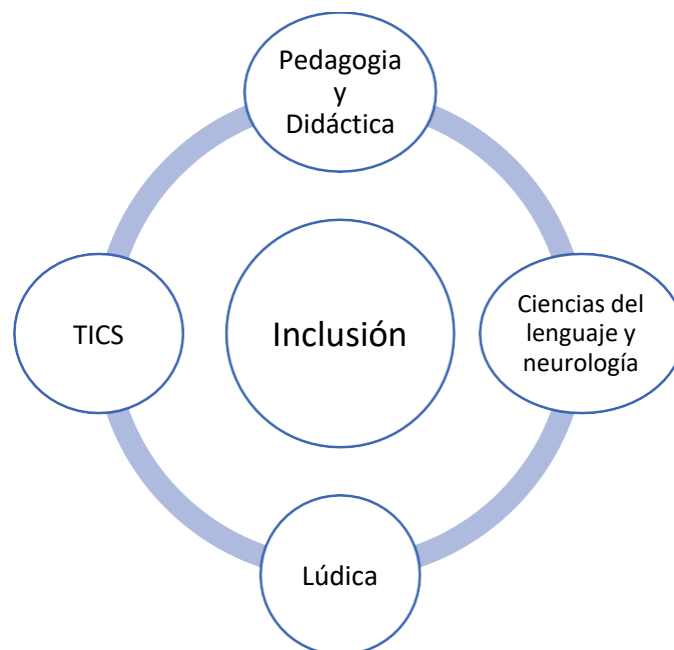 Pedagogia
y
Didáctica
TICS
Inclusión
Ciencias del
lenguaje y
neurología
Lúdica